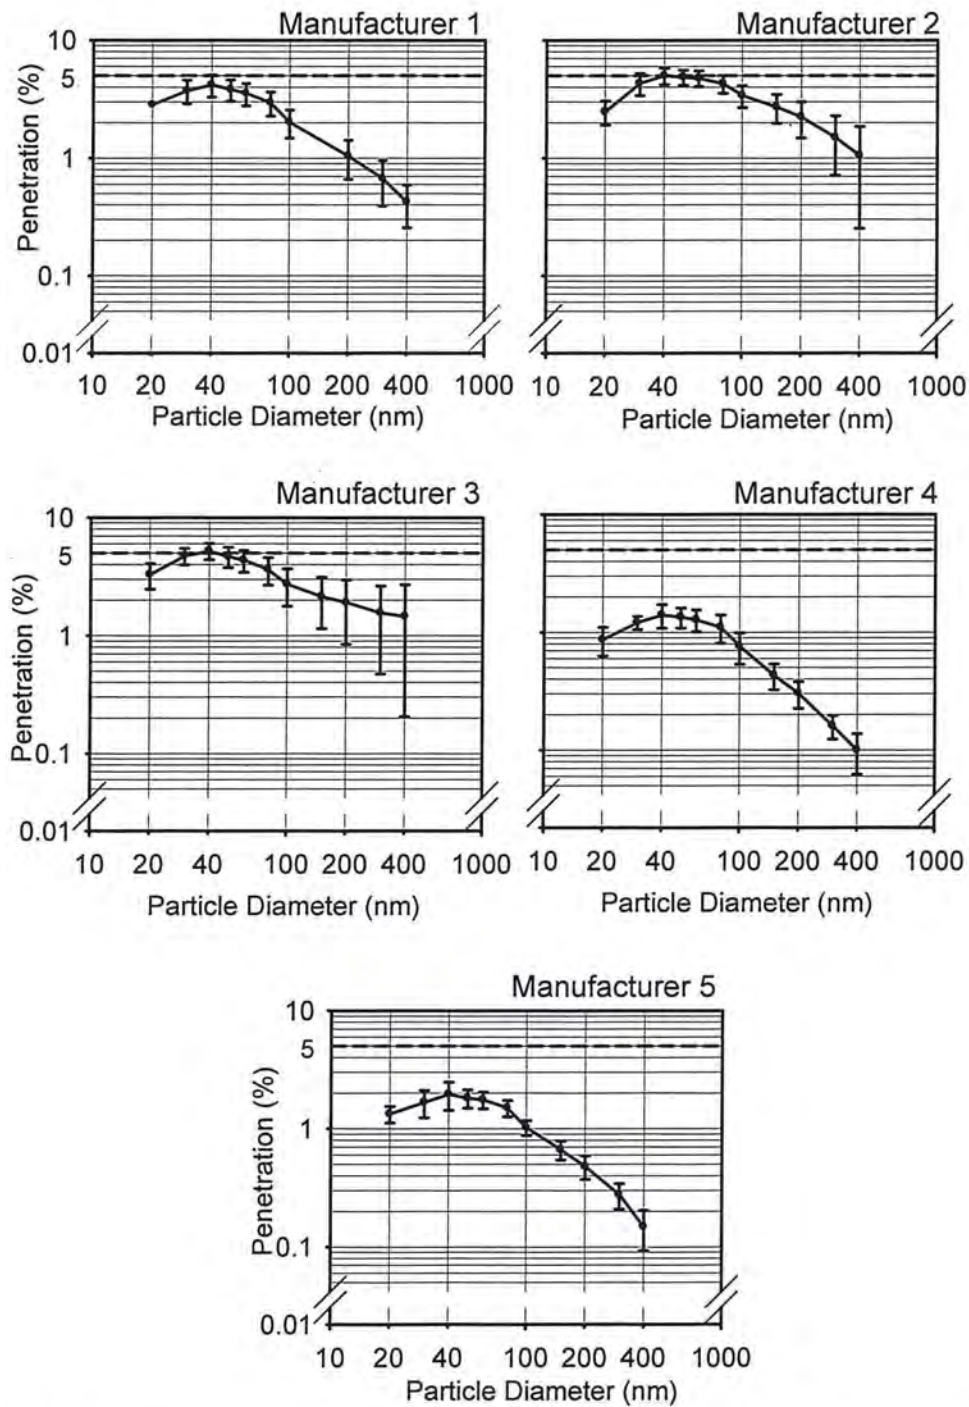 Manufacturer 1
Manufacturer 2
10
5
1
0.1
0.01
Penetration (%)
10 20 40 100 200 400 1000
10 20 40 100 200 400 1000
Particle Diameter (nm)
Particle Diameter (nm)
Manufacturer 3
Manufacturer 4
10
5
1
0.1
0.01
Penetration (%)
10 20 40 100 200 400 1000
10 20 40 100 200 400 1000
Particle Diameter (nm)
Particle Diameter (nm)
Manufacturer 5
10
5
1
0.1
0.01
Penetration (%)
10 20 40 100 200 400 1000
Particle Diameter (nm)